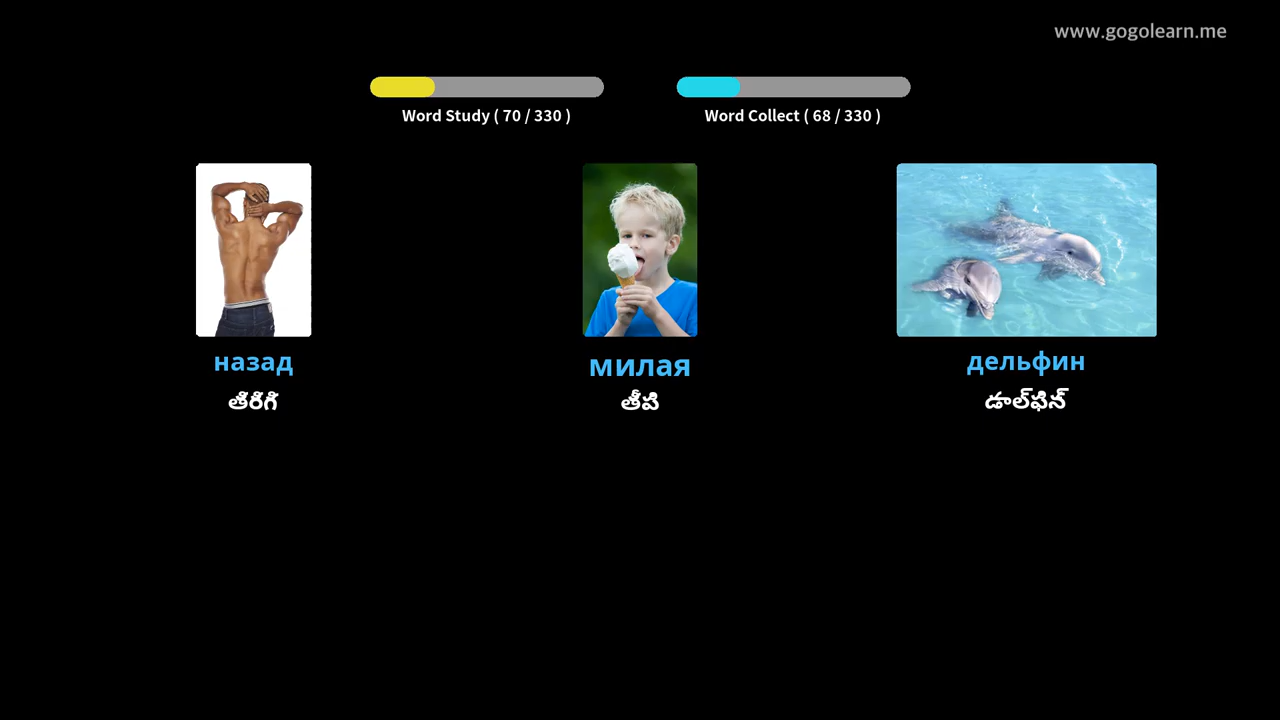 www.gogolearn.me
Word Study ( 70 / 330 )
Word Collect ( 68 / 330 )
назад
милая
дельфин
తిరిగి
తీపి
డాల్ఫిన్